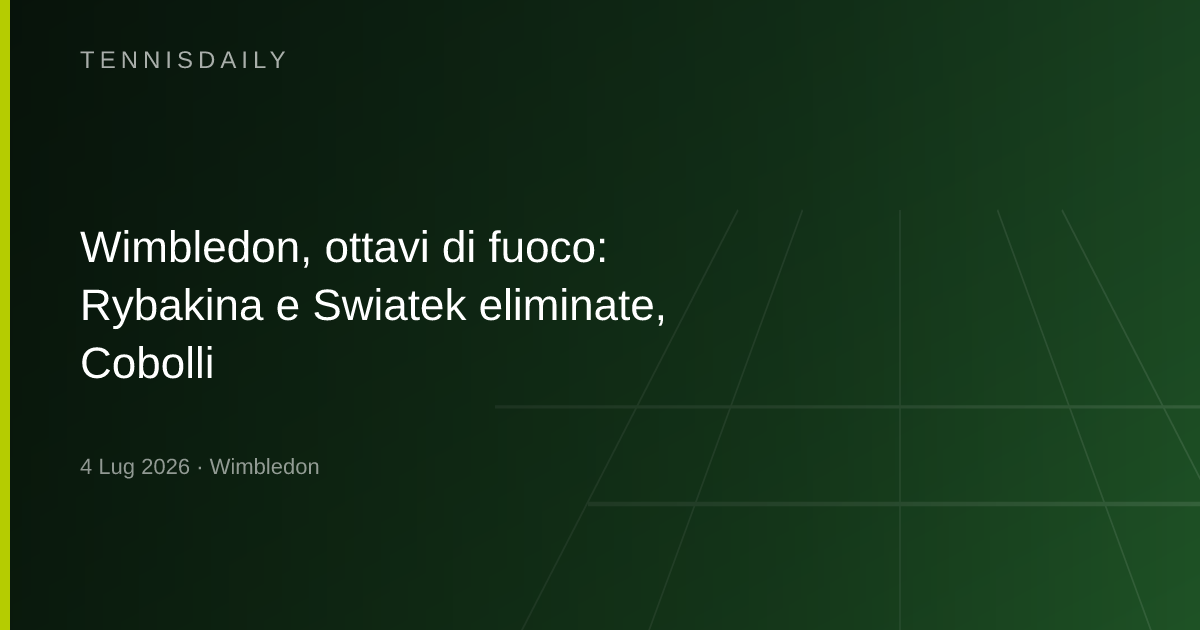 TENNISDAILY
Wimbledon, ottavi di fuoco:
Rybakina e Swiatek eliminate,
Cobolli
4 Lug 2026 · Wimbledon